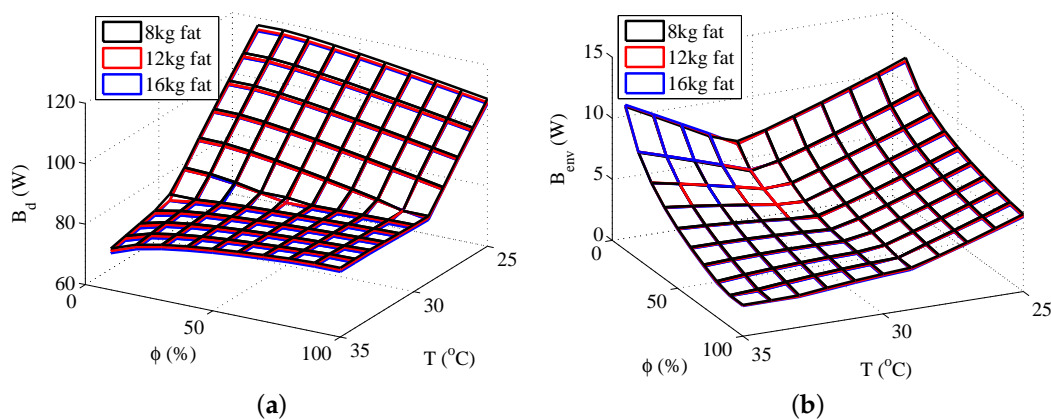 8kg fat
12kg fat
16kg fat
120
100
80
60
B_d (W)
0
50
100
ϕ (%)
35
30
25
T (°C)
(a)
8kg fat
12kg fat
16kg fat
15
10
5
0
B_env (W)
0
50
100
ϕ (%)
35
30
25
T (°C)
(b)